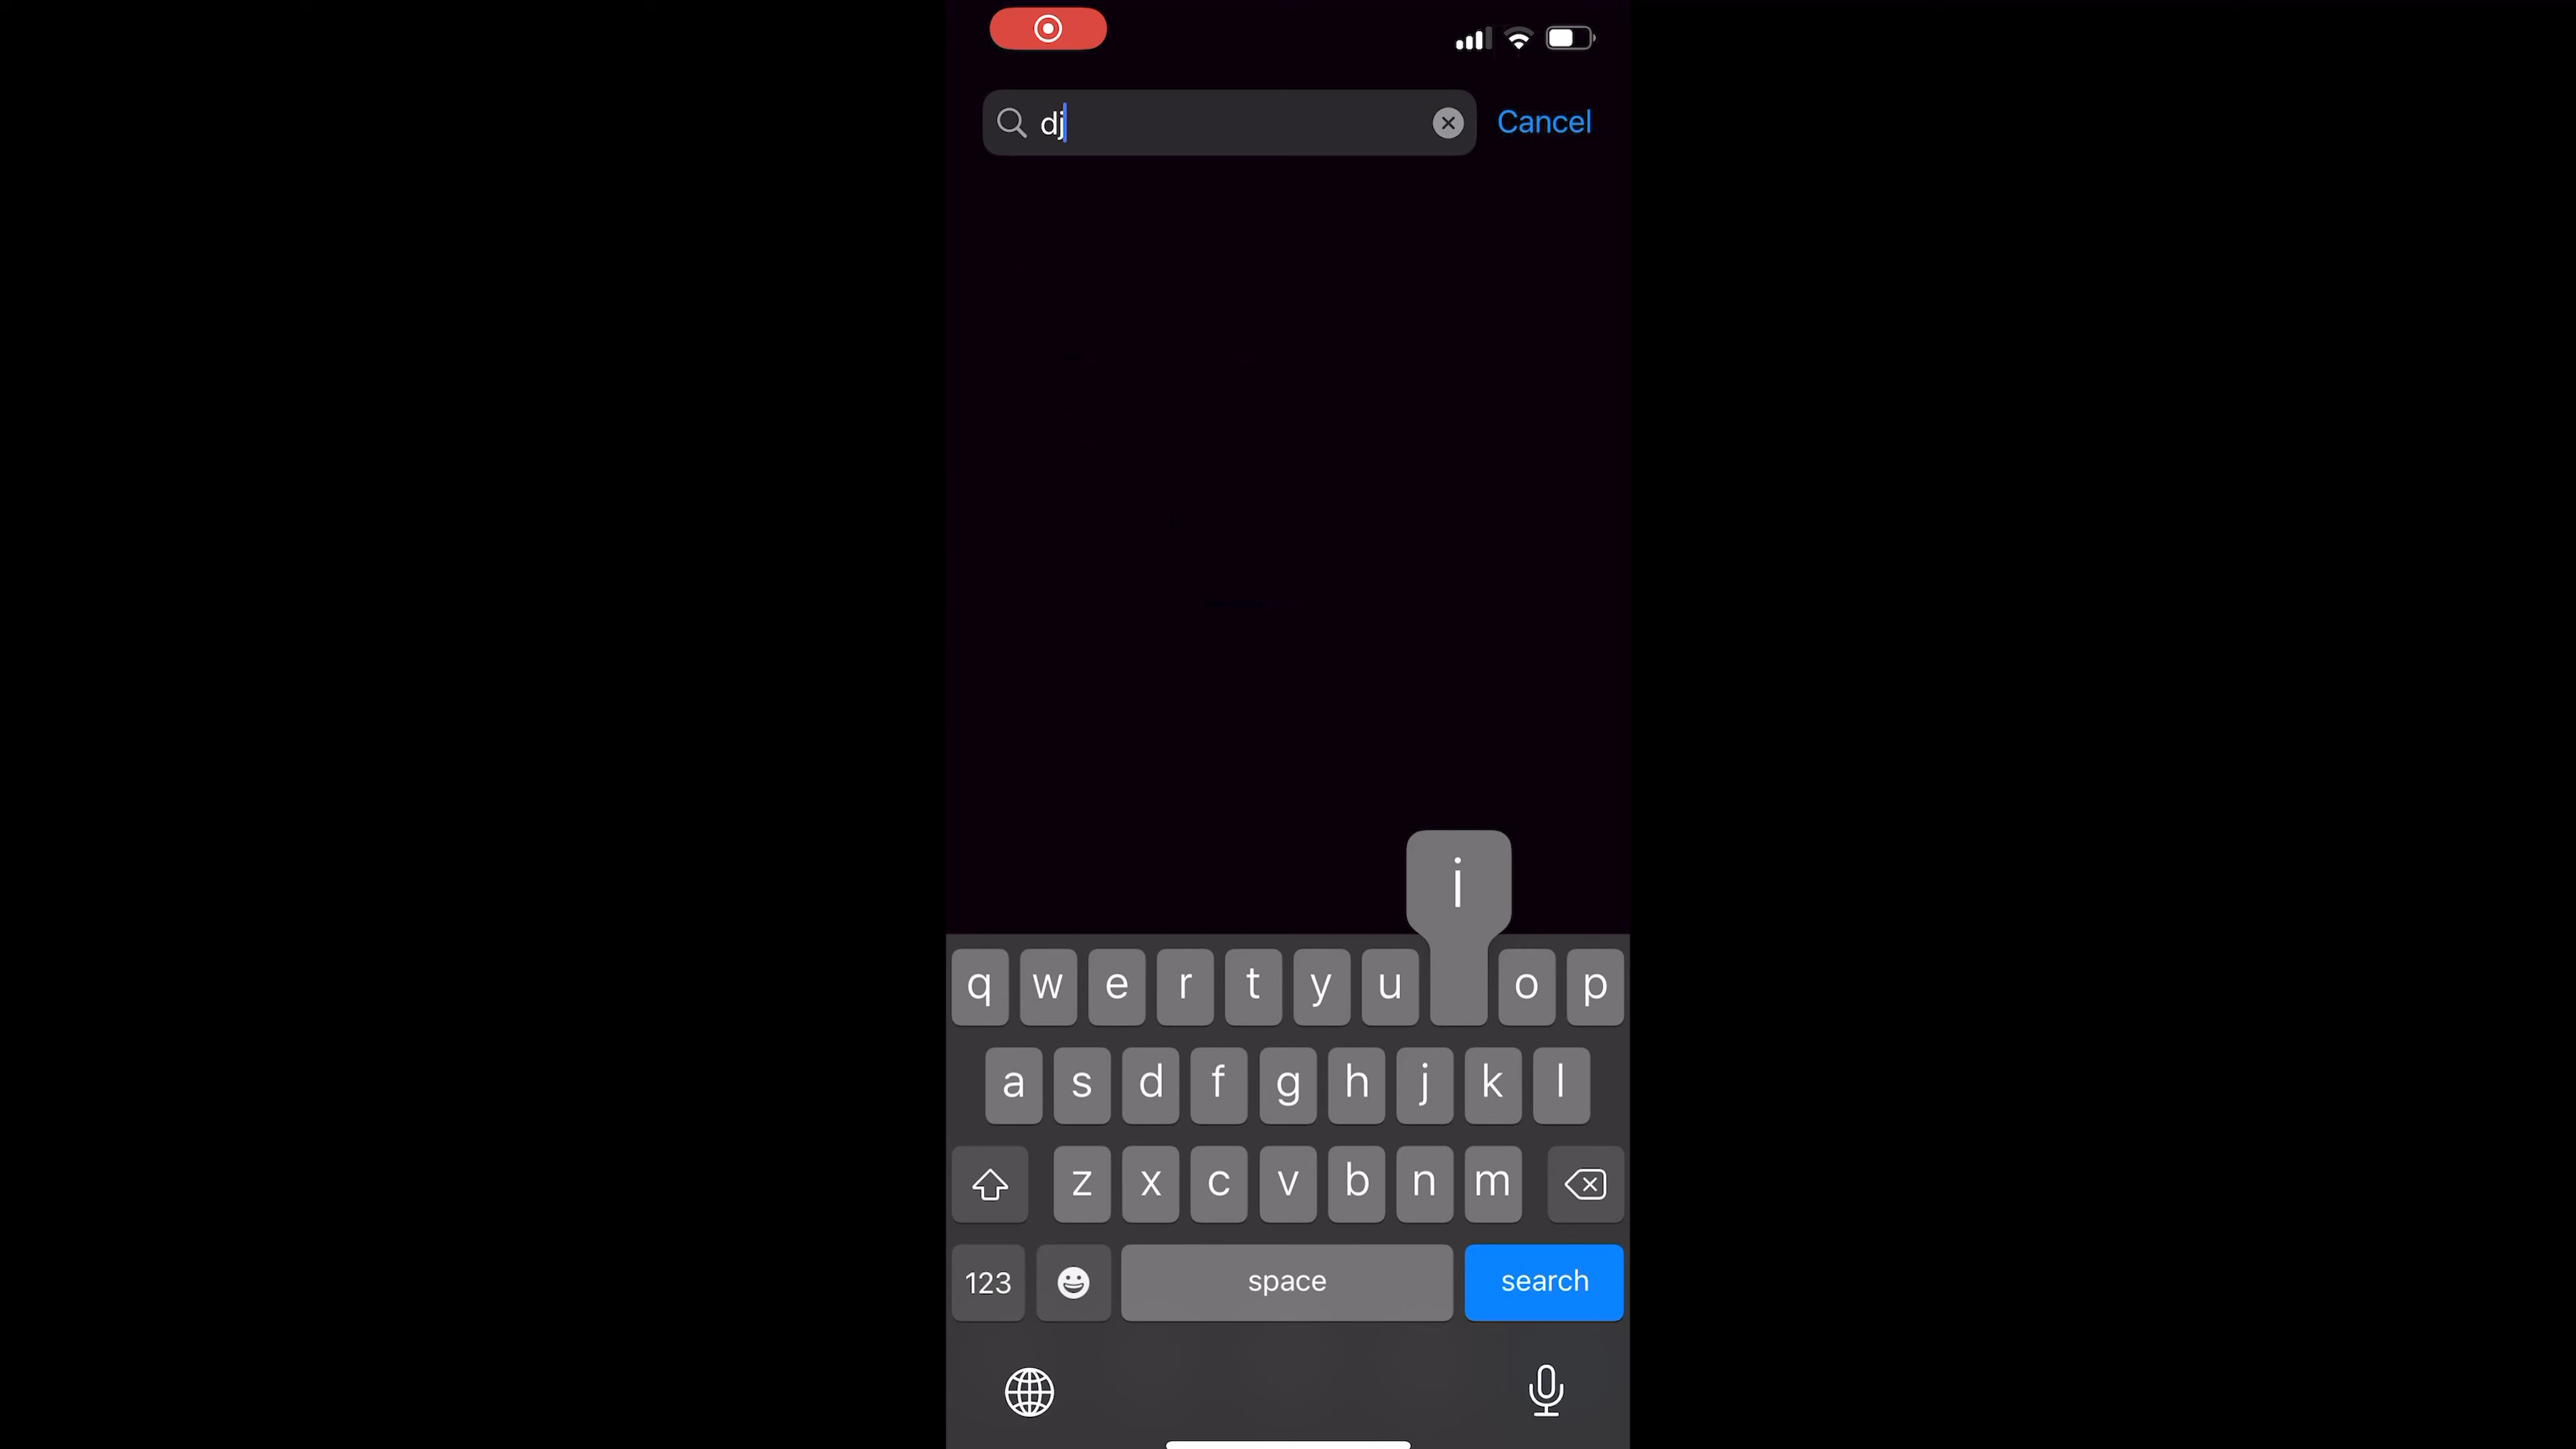 dj
Cancel
i
q w e r t y u o p
a s d f g h j k l
z x c v b n m
123 space search